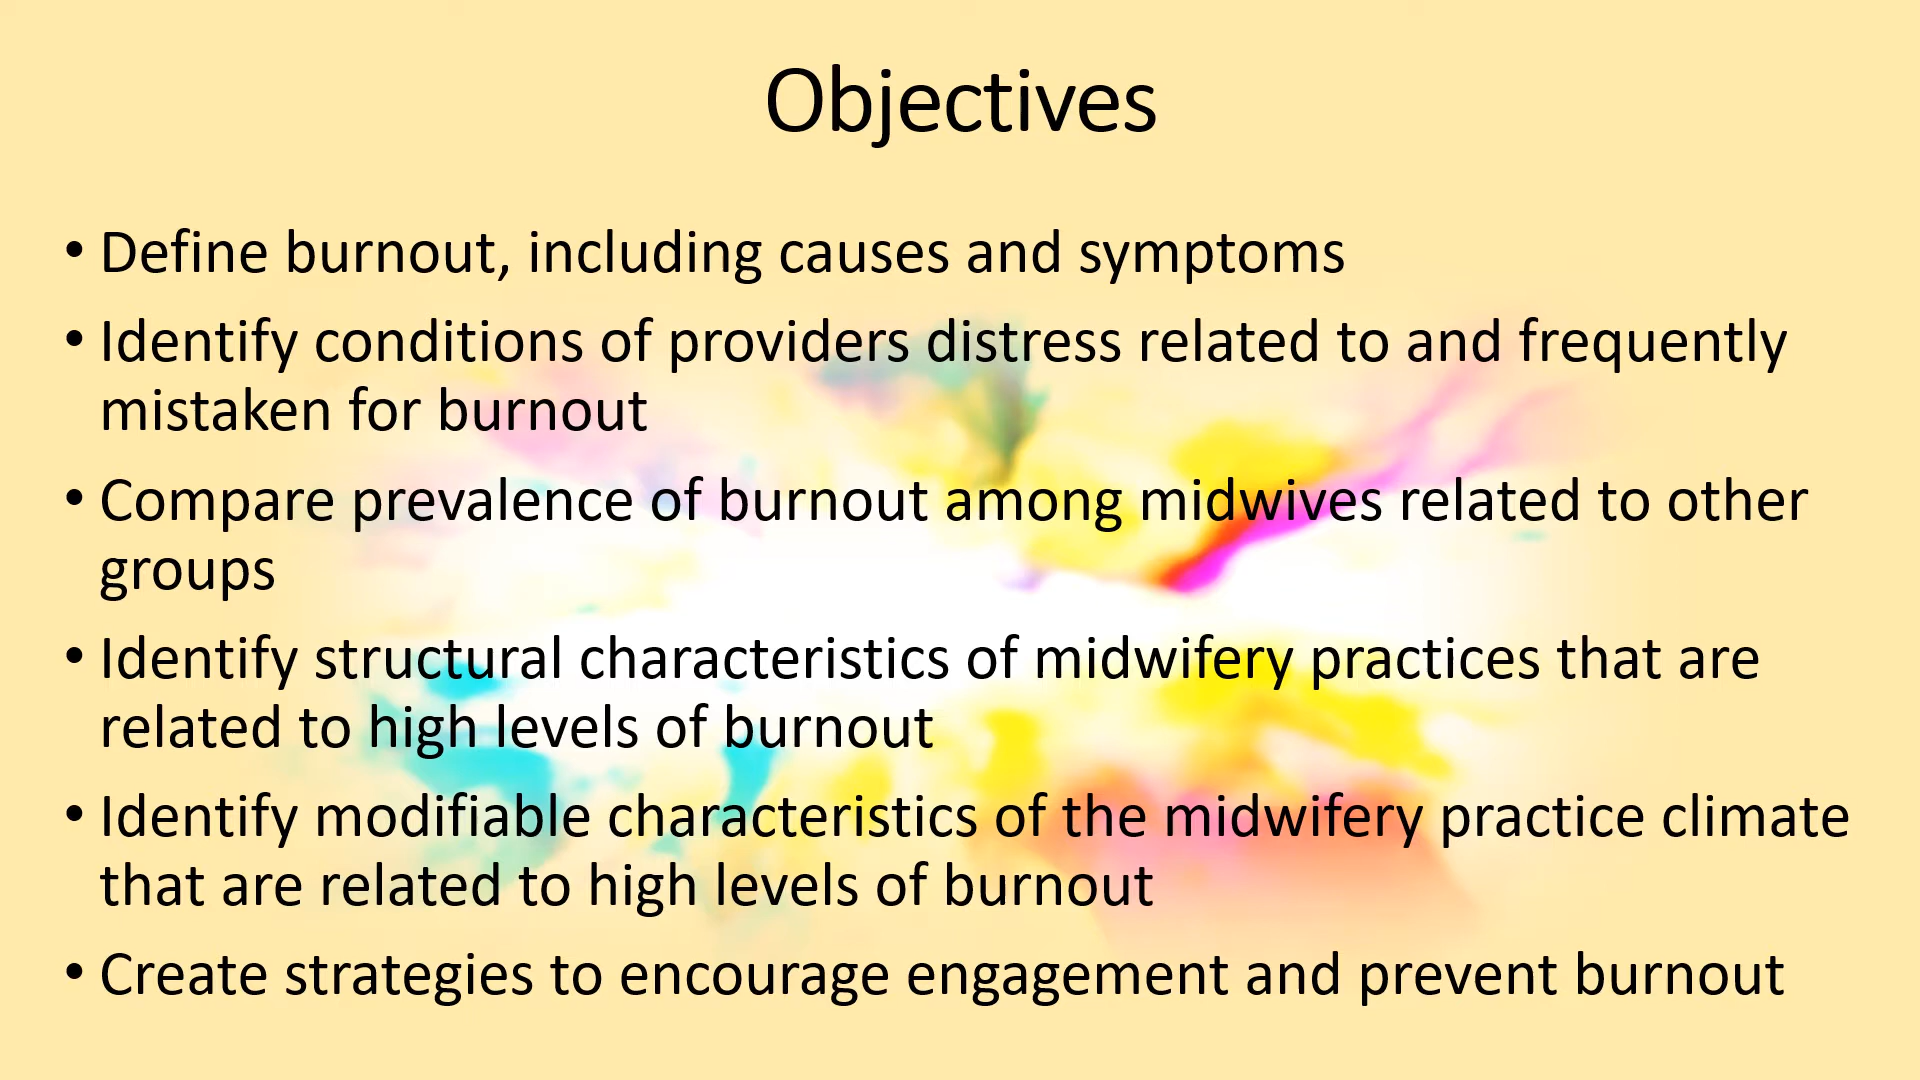 Objectives
• Define burnout, including causes and symptoms
• Identify conditions of providers distress related to and frequently
mistaken for burnout
• Compare prevalence of burnout among midwives related to other
groups
• Identify structural characteristics of midwifery practices that are
related to high levels of burnout
• Identify modifiable characteristics of the midwifery practice climate
that are related to high levels of burnout
• Create strategies to encourage engagement and prevent burnout